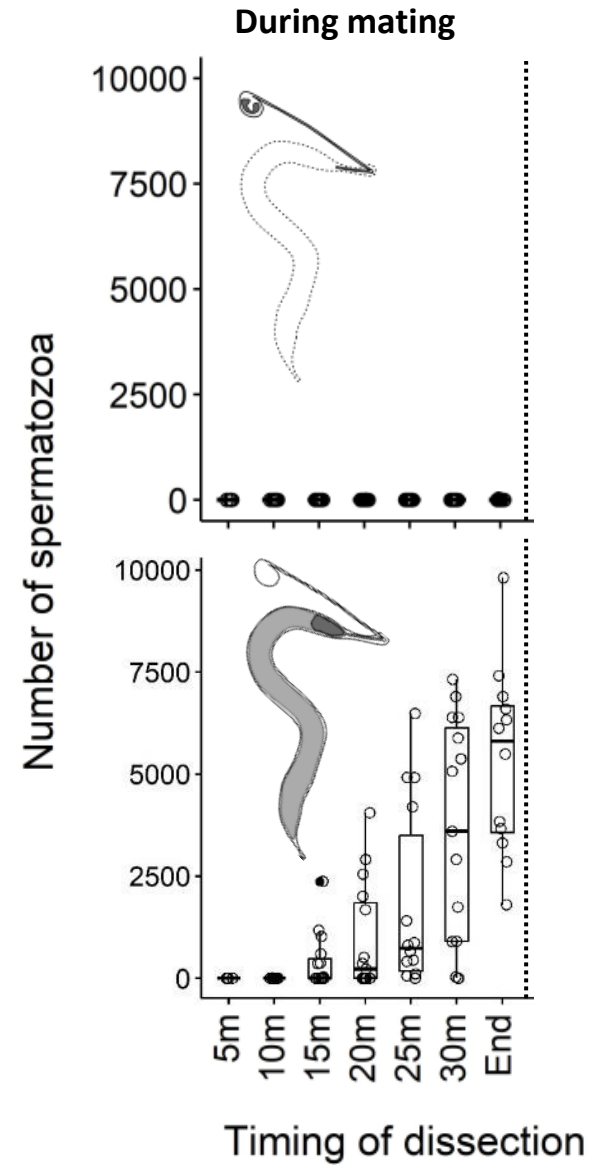 During mating
Number of spermatozoa
10000
7500
5000
2500
0
10000
7500
5000
2500
0
5m
10m
15m
20m
25m
30m
End
Timing of dissection